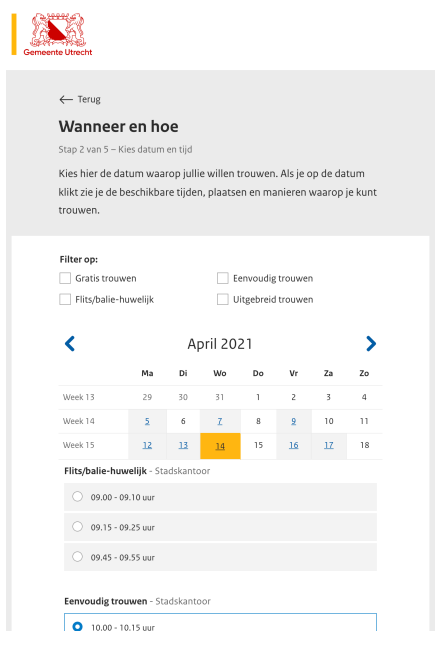 Gemeente Utrecht
← Terug
Wanneer en hoe
Stap 2 van 5 – Kies datum en tijd
Kies hier de datum waarop jullie willen trouwen. Als je op de datum
klikt zie je de beschikbare tijden, plaatsen en manieren waarop je kunt
trouwen.
Filter op:
Gratis trouwen Eenvoudig trouwen
Flits/balie-huwelijk Uitgebreid trouwen
April 2021
Ma Di Wo Do Vr Za Zo
Week 13 29 30 31 1 2 3 4
Week 14 5 6 7 8 9 10 11
Week 15 12 13 14 15 16 17 18
Flits/balie-huwelijk - Stadskantoor
09.00 - 09.10 uur
09.15 - 09.25 uur
09.45 - 09.55 uur
Eenvoudig trouwen - Stadskantoor
10.00 - 10.15 uur